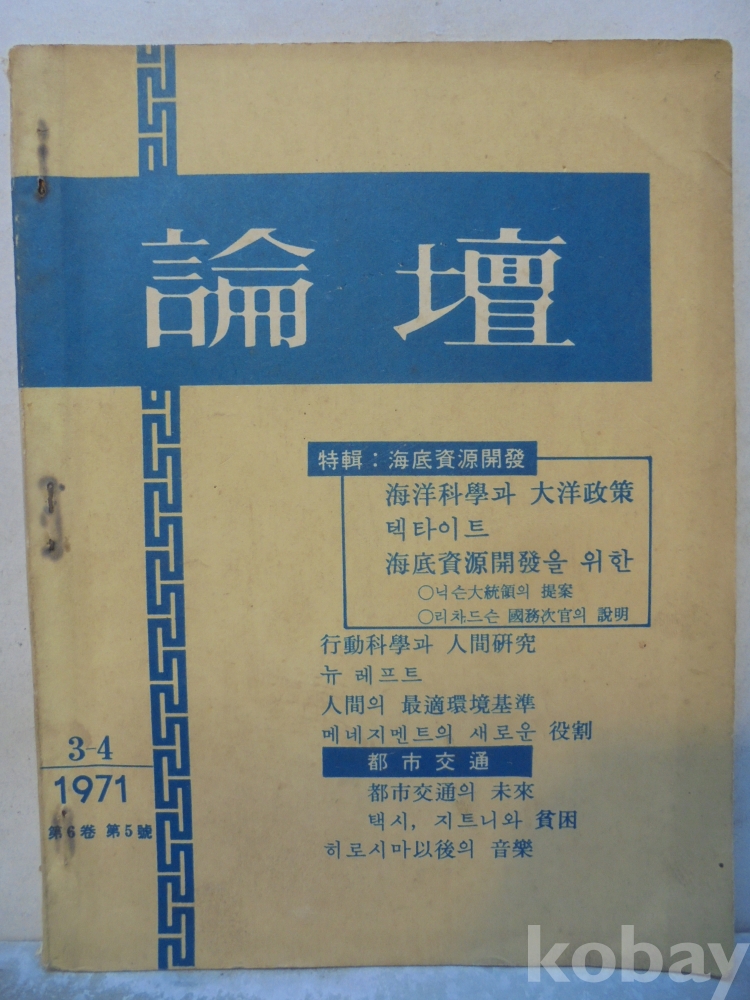 論壇
特輯: 海底資源開發
海洋科學과 大洋政策
텍타이트
海底資源開發을 위한
○닉슨大統領의 提案
○리챠드슨 國務次官의 說明
行動科學과 人間硏究
뉴 레프트
人間의 最適環境基準
메네지멘트의 새로운 役割
都市交通
都市交通의 未來
택시, 지트니와 貧困
히로시마以後의 音樂
3-4
1971
第6卷 第5號
kobay